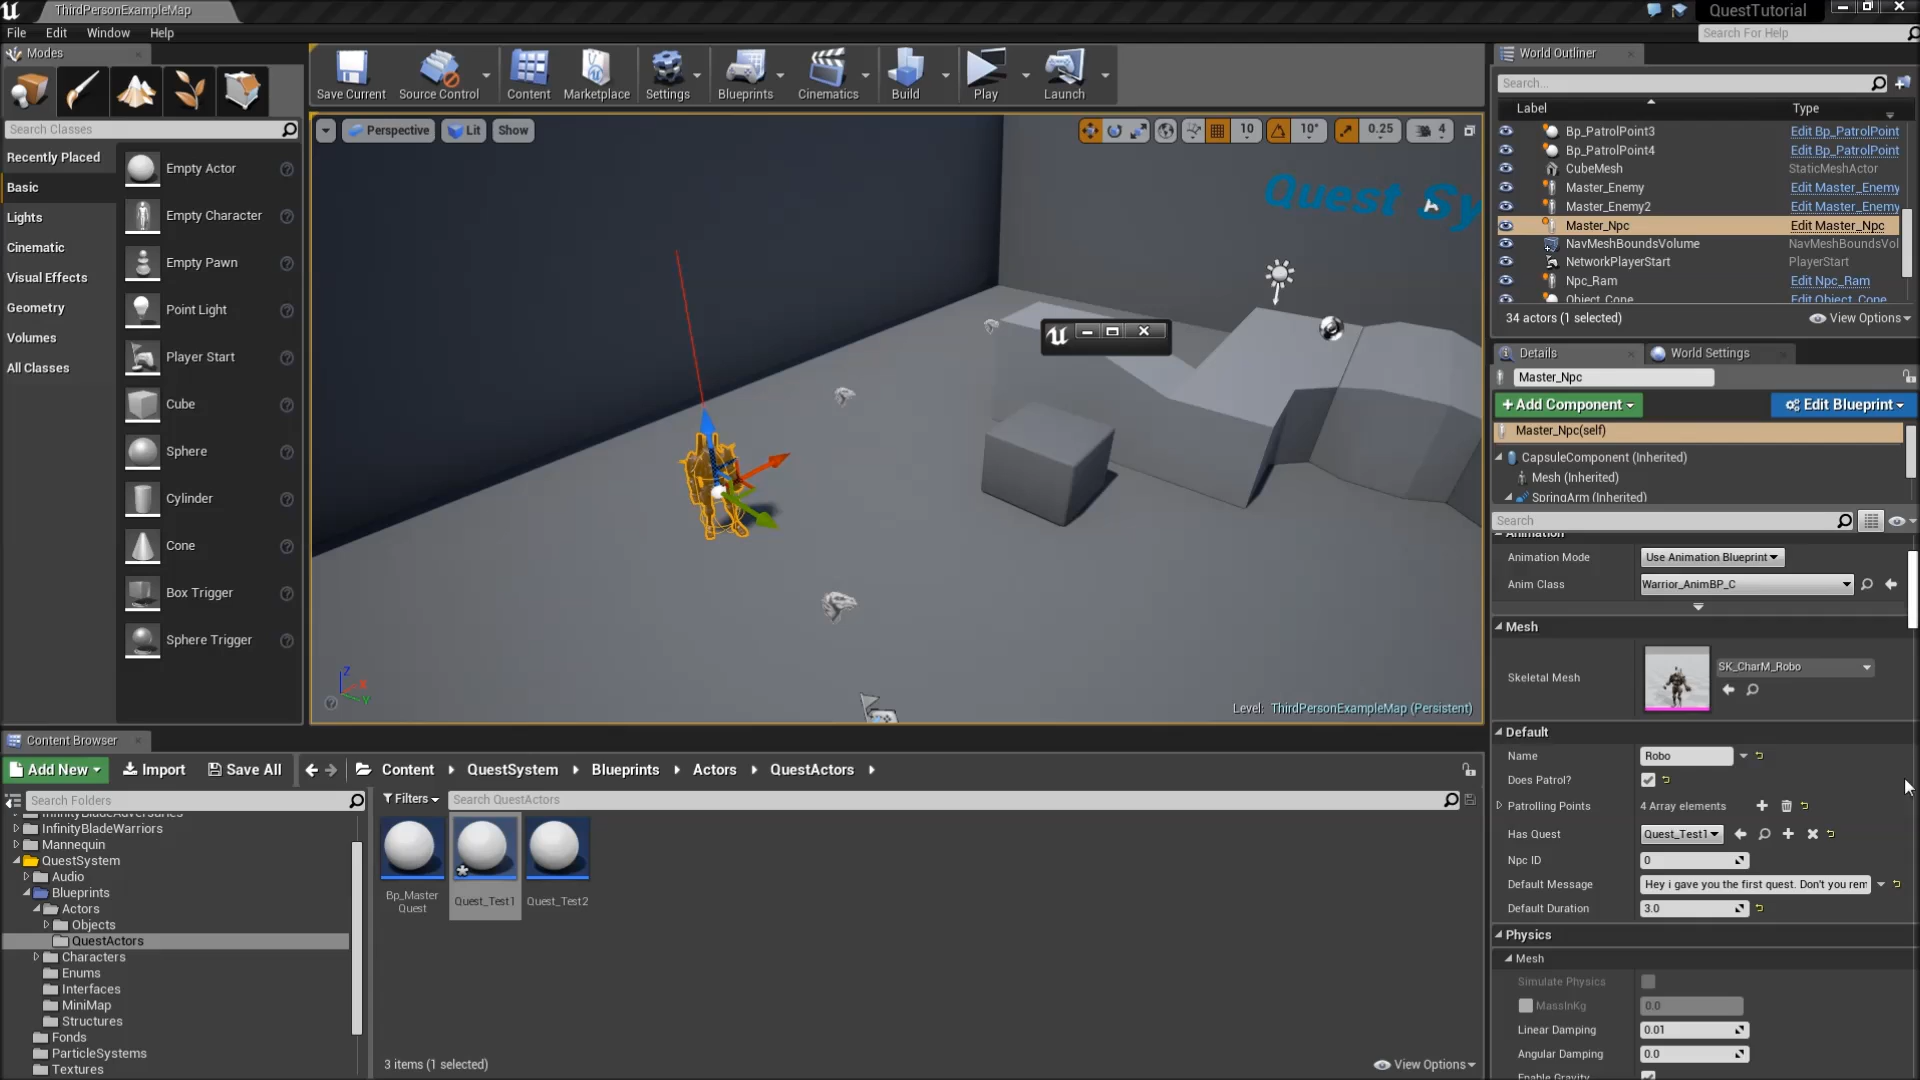 ThirdPersonExampleMap
QuestTutorial
File Edit Window Help
Search For Help
Modes
Search Classes
Recently Placed
Basic
Lights
Cinematic
Visual Effects
Geometry
Volumes
All Classes
Empty Actor
Empty Character
Empty Pawn
Point Light
Player Start
Cube
Sphere
Cylinder
Cone
Box Trigger
Sphere Trigger
Save Current
Source Control
Content
Marketplace
Settings
Blueprints
Cinematics
Build
Play
Launch
Perspective Lit Show
10 10° 0.25 4
Quest Sy
Level: ThirdPersonExampleMap (Persistent)
World Outliner
Search...
Label Type
Bp_PatrolPoint3 Edit Bp_PatrolPoint
Bp_PatrolPoint4 Edit Bp_PatrolPoint
CubeMesh StaticMeshActor
Master_Enemy Edit Master_Enemy
Master_Enemy2 Edit Master_Enemy
Master_Npc Edit Master_Npc
NavMeshBoundsVolume NavMeshBoundsVol
NetworkPlayerStart PlayerStart
Npc_Ram Edit Npc_Ram
Object_Cone Edit Object_Cone
34 actors (1 selected) View Options
Details World Settings
Master_Npc
+ Add Component Edit Blueprint
Master_Npc(self)
CapsuleComponent (Inherited)
Mesh (Inherited)
SpringArm (Inherited)
Search
Animation
Animation Mode Use Animation Blueprint
Anim Class Warrior_AnimBP_C
Mesh
Skeletal Mesh SK_CharM_Robo
Default
Name Robo
Does Patrol?
Patrolling Points 4 Array elements
Has Quest Quest_Test1
Npc ID 0
Default Message Hey i gave you the first quest. Don't you rem
Default Duration 3.0
Physics
Mesh
Simulate Physics
MassInKg 0.0
Linear Damping 0.01
Angular Damping 0.0
Enable Gravity
Content Browser
Add New Import Save All Content QuestSystem Blueprints Actors QuestActors
Search Folders
Filters Search QuestActors
InfinityBladeAdversaries
InfinityBladeWarriors
Mannequin
QuestSystem
Audio
Blueprints
Actors
Objects
QuestActors
Characters
Enums
Interfaces
MiniMap
Structures
Fonds
ParticleSystems
Textures
Bp_Master
Quest
Quest_Test1
Quest_Test2
3 items (1 selected) View Options